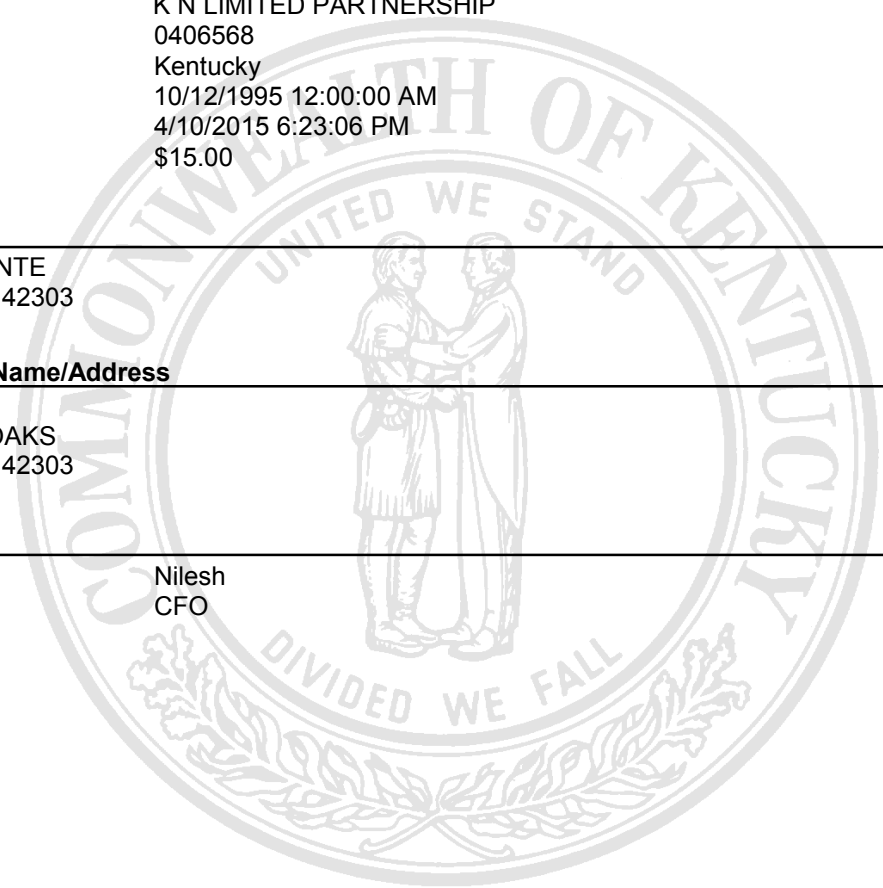 K N LIMITED PARTNERSHIP
0406568
Kentucky
10/12/1995 12:00:00 AM
4/10/2015 6:23:06 PM
$15.00
COMMONWEALTH OF KENTUCKY
UNITED WE STAND
NTE
42303
Name/Address
OAKS
42303
Nilesh
CFO
DIVIDED WE FALL